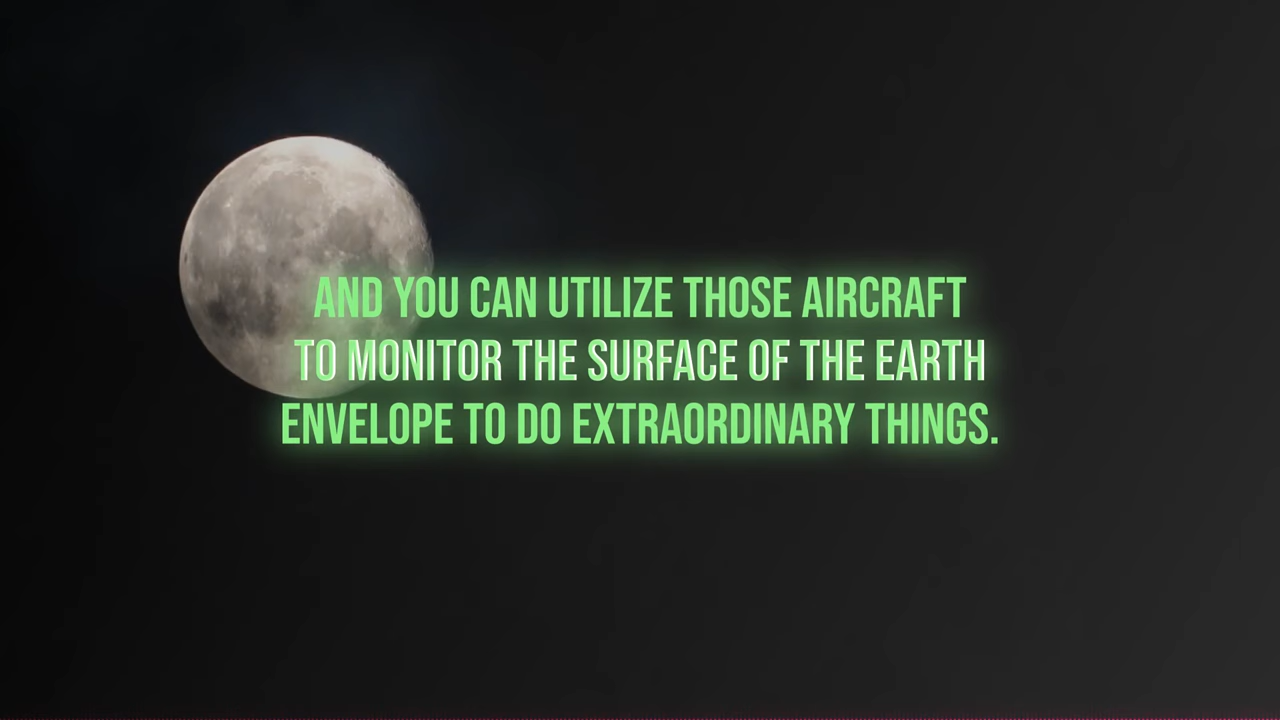 AND YOU CAN UTILIZE THOSE AIRCRAFT
TO MONITOR THE SURFACE OF THE EARTH
ENVELOPE TO DO EXTRAORDINARY THINGS.